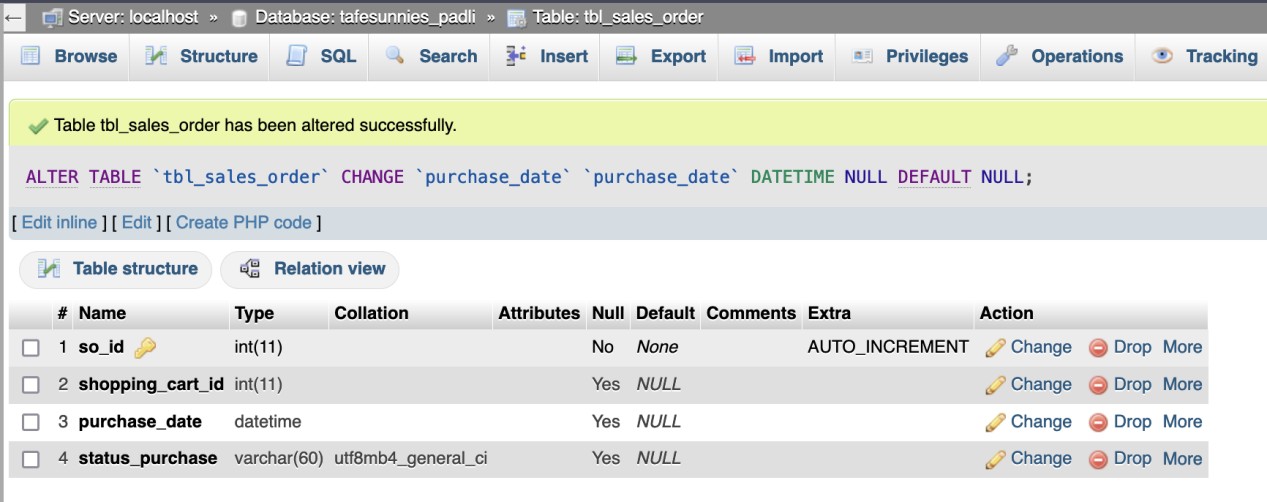 Server: localhost » Database: tafesunnies_padli » Table: tbl_sales_order
Browse Structure SQL Search Insert Export Import Privileges Operations Tracking
Table tbl_sales_order has been altered successfully.
ALTER TABLE `tbl_sales_order` CHANGE `purchase_date` `purchase_date` DATETIME NULL DEFAULT NULL;
[ Edit inline ] [ Edit ] [ Create PHP code ]
Table structure Relation view
# Name Type Collation Attributes Null Default Comments Extra Action
1 so_id int(11) No None AUTO_INCREMENT Change Drop More
2 shopping_cart_id int(11) Yes NULL Change Drop More
3 purchase_date datetime Yes NULL Change Drop More
4 status_purchase varchar(60) utf8mb4_general_ci Yes NULL Change Drop More